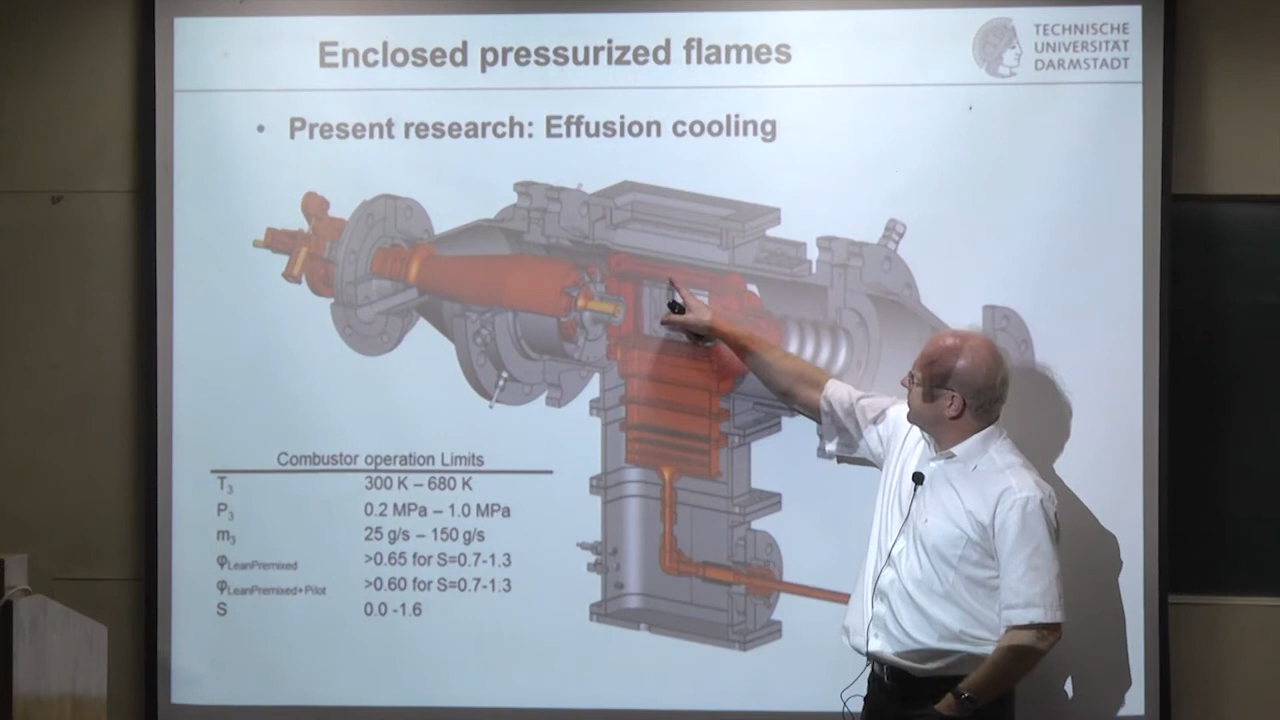 Enclosed pressurized flames
TECHNISCHE
UNIVERSITÄT
DARMSTADT
• Present research: Effusion cooling
Combustor operation Limits
T3 300 K – 680 K
P3 0.2 MPa – 1.0 MPa
m3 25 g/s – 150 g/s
φLeanPremixed >0.65 for S=0.7-1.3
φLeanPremixed+Pilot >0.60 for S=0.7-1.3
S 0.0 -1.6